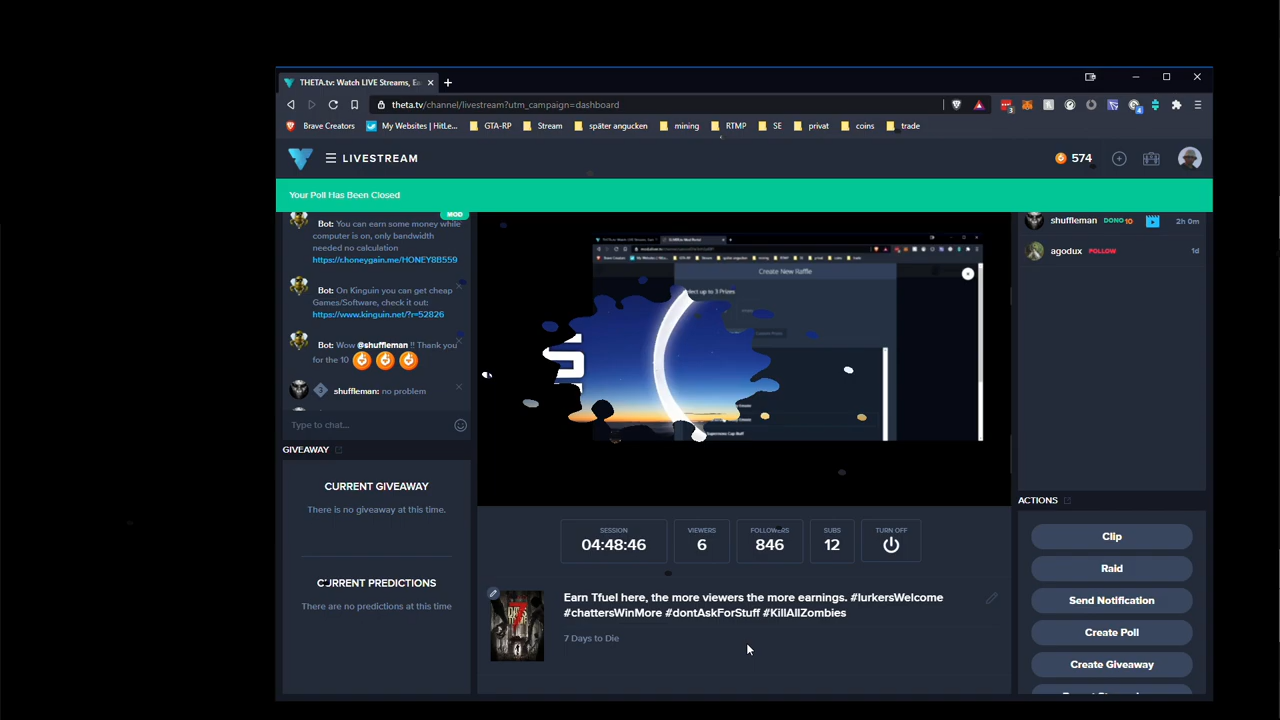 THETA.tv: Watch LIVE Streams, Ea
theta.tv/channel/livestream?utm_campaign=dashboard
Brave Creators
My Websites | HitLe...
GTA-RP
Stream
später angucken
mining
RTMP
SE
privat
coins
trade
LIVESTREAM
574
Your Poll Has Been Closed
MOD
Bot: You can earn some money while
computer is on, only bandwidth
needed no calculation
https://r.honeygain.me/HONEY88559
Bot: On Kinguin you can get cheap
Games/Software, check it out:
https://www.kinguin.net/?r=52826
Bot: Wow @shuffleman !! Thank you
for the 10
3 shuffleman: no problem
Type to chat...
GIVEAWAY
CURRENT GIVEAWAY
There is no giveaway at this time.
CURRENT PREDICTIONS
There are no predictions at this time
Create New Raffle
elect up to 3 Prizes
SESSION
04:48:46
VIEWERS
6
FOLLOWERS
846
SUBS
12
TURN OFF
Earn Tfuel here, the more viewers the more earnings. #lurkersWelcome
#chattersWinMore #dontAskForStuff #KillAllZombies
7 Days to Die
shuffleman DONO 10 2h 0m
agodux FOLLOW 1d
ACTIONS
Clip
Raid
Send Notification
Create Poll
Create Giveaway